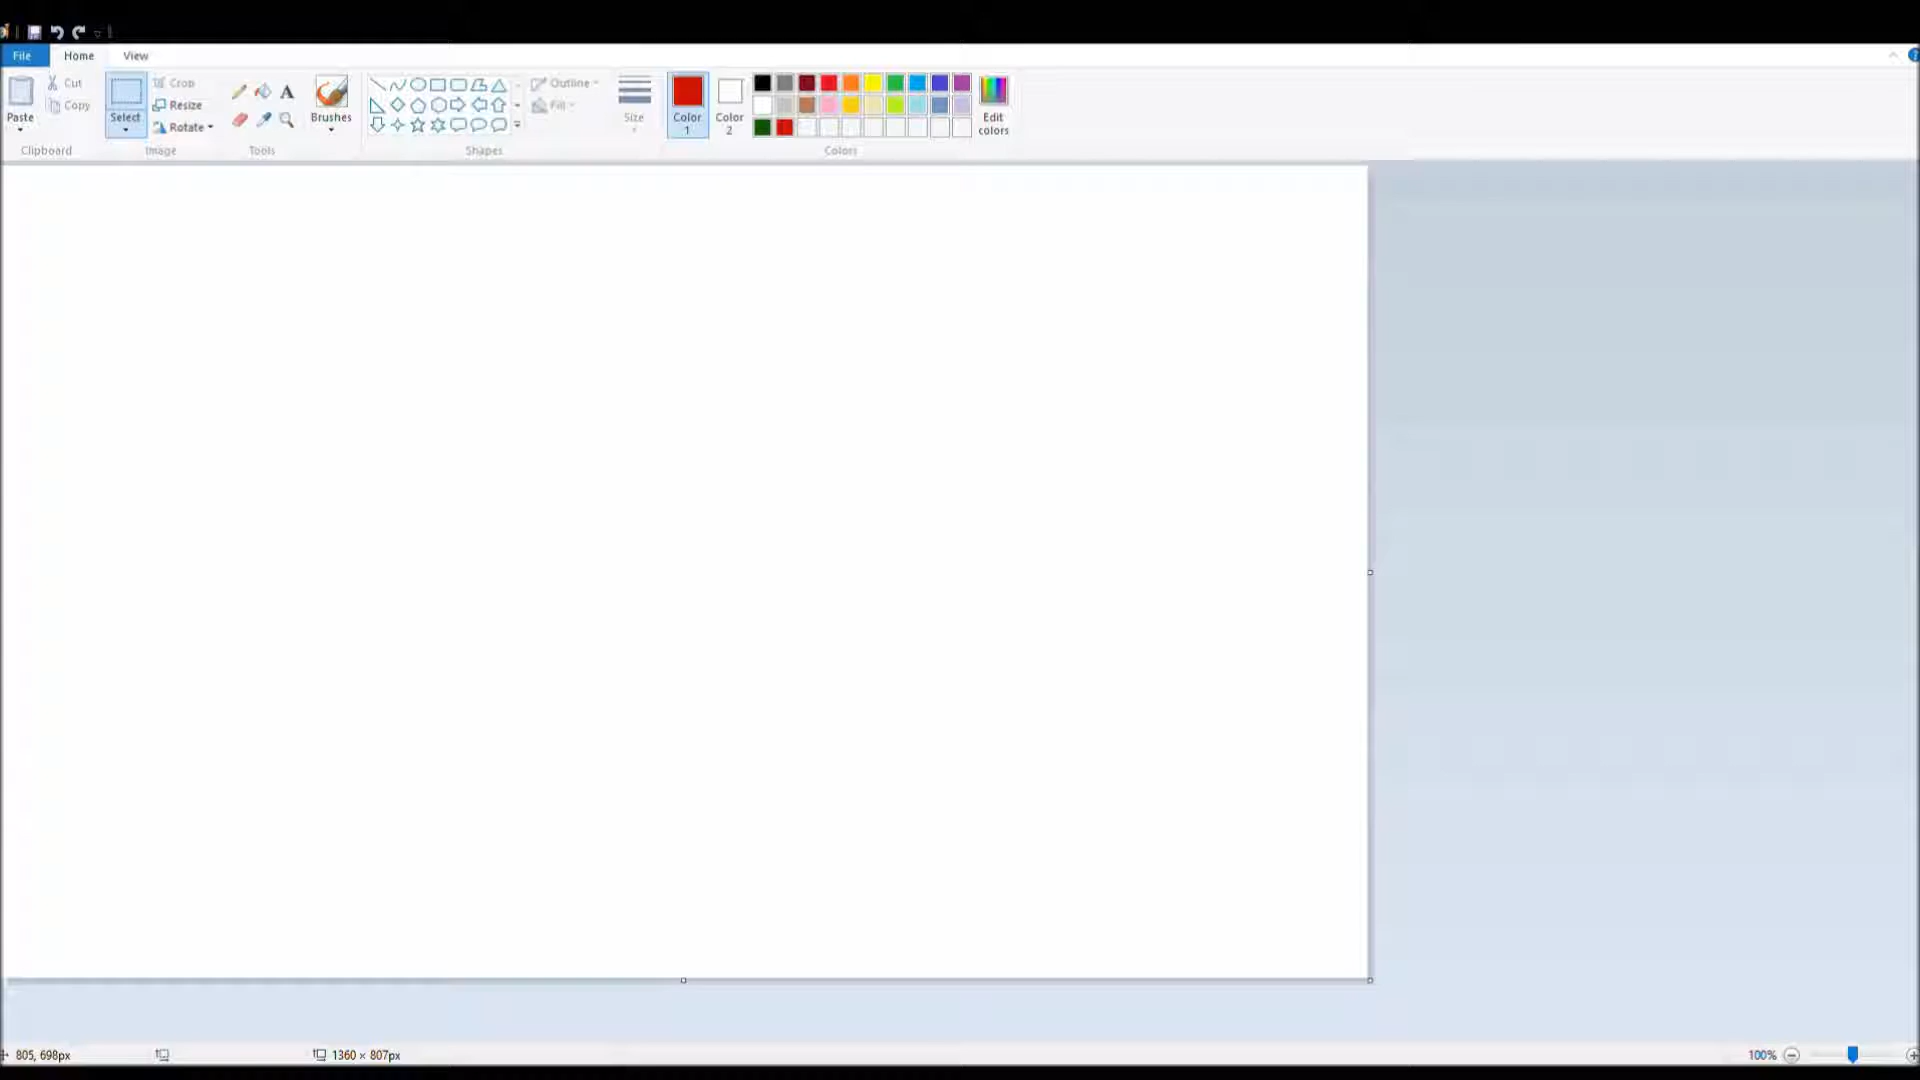 File Home View
Paste Cut Copy Select Crop Resize Rotate A Brushes Outline Fill Size Color 1 Color 2 Edit colors
Clipboard Image Tools Shapes Colors
805, 698px 1360 × 807px 100%